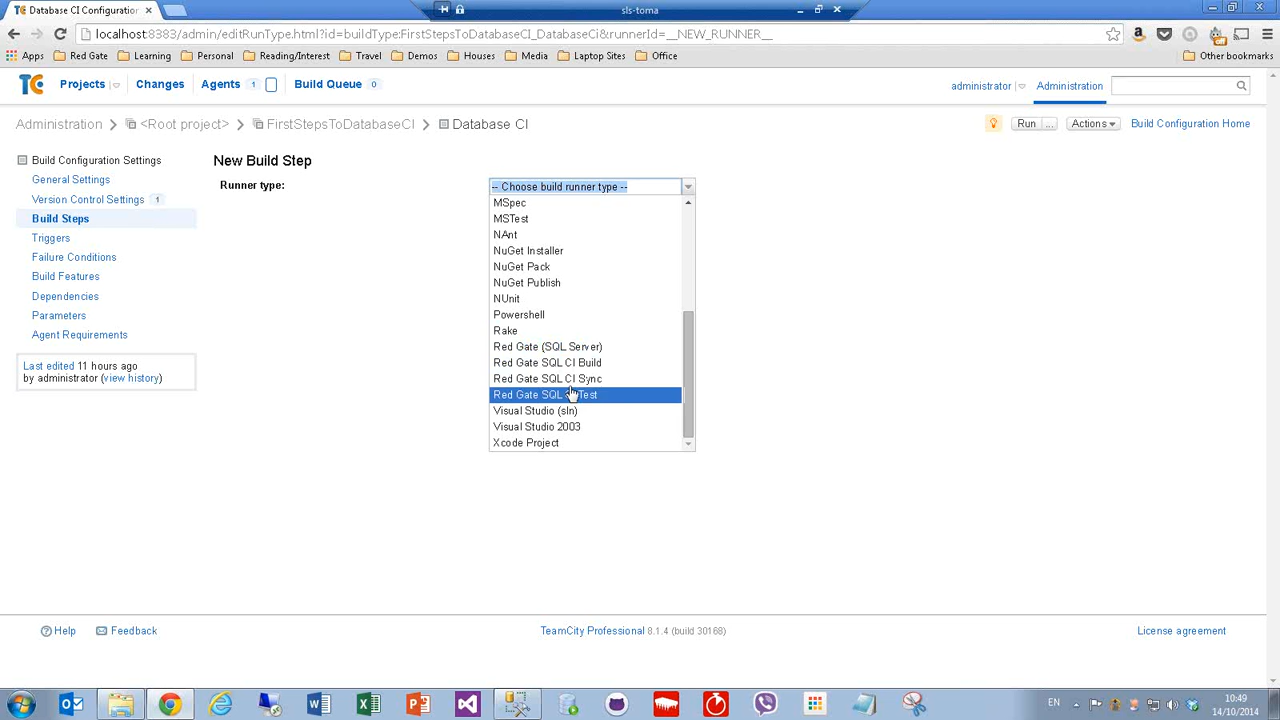 Database CI Configuration
sls-toma
localhost:8383/admin/editRunType.html?id=buildType:FirstStepsToDatabaseCI_DatabaseCi&runnerId=__NEW_RUNNER__
Apps Red Gate Learning Personal Reading/Interest Travel Demos Houses Media Laptop Sites Office Other bookmarks
TC Projects Changes Agents 1 Build Queue 0 administrator Administration
Administration <Root project> FirstStepsToDatabaseCI Database CI Run ... Actions Build Configuration Home
Build Configuration Settings
General Settings
Version Control Settings 1
Build Steps
Triggers
Failure Conditions
Build Features
Dependencies
Parameters
Agent Requirements
Last edited 11 hours ago
by administrator (view history)
New Build Step
Runner type:
-- Choose build runner type --
MSpec
MSTest
NAnt
NuGet Installer
NuGet Pack
NuGet Publish
NUnit
Powershell
Rake
Red Gate (SQL Server)
Red Gate SQL CI Build
Red Gate SQL CI Sync
Red Gate SQL Test
Visual Studio (sln)
Visual Studio 2003
Xcode Project
Help Feedback TeamCity Professional 8.1.4 (build 30168) License agreement
EN
10:49
14/10/2014